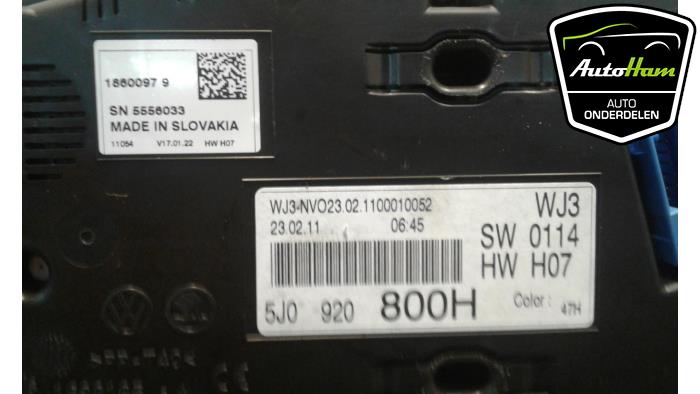 1860097 9
SN 5556033
MADE IN SLOVAKIA
11054 V17.01.22 HW H07
AutoHam
AUTO
ONDERDELEN
WJ3-NVO23.02.1100010052
23.02.11 06:45
WJ3
SW 0114
HW H07
5J0 920 800H Color: 47H